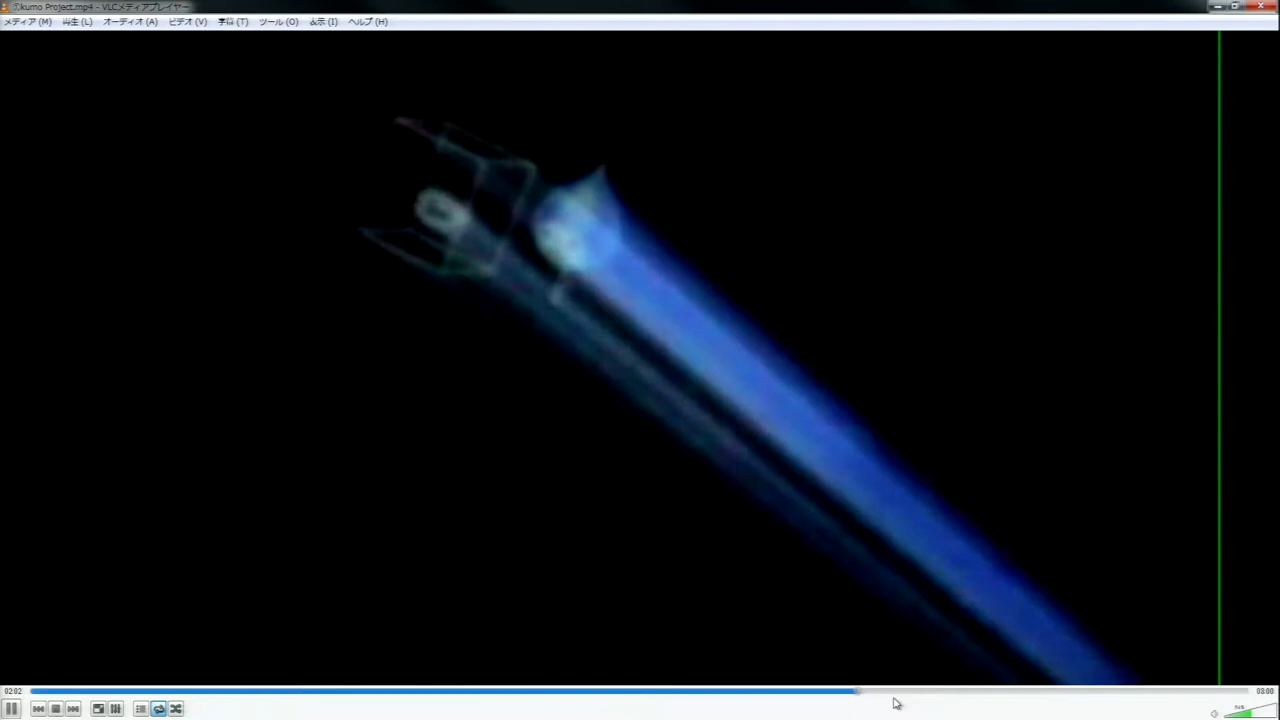 ①kumo Project.mp4 - VLCメディアプレイヤー
メディア (M) 再生 (L) オーディオ (A) ビデオ (V) 字幕 (T) ツール (O) 表示 (I) ヘルプ (H)
02:02 03:00